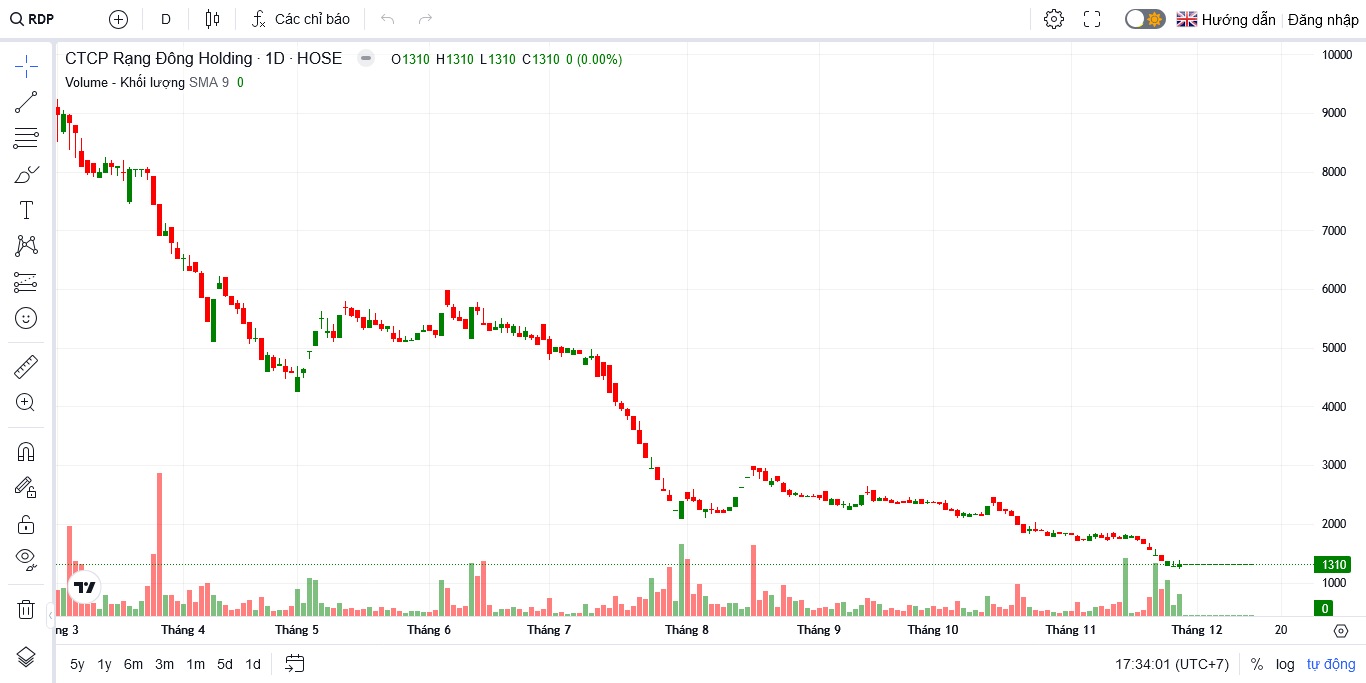 RDP D Các chỉ báo Hướng dẫn Đăng nhập
CTCP Rạng Đông Holding · 1D · HOSE O1310 H1310 L1310 C1310 0 (0.00%)
Volume - Khối lượng SMA 9 0
10000
9000
8000
7000
6000
5000
4000
3000
2000
1310
1000
0
ng 3 Tháng 4 Tháng 5 Tháng 6 Tháng 7 Tháng 8 Tháng 9 Tháng 10 Tháng 11 Tháng 12 20
5y 1y 6m 3m 1m 5d 1d 17:34:01 (UTC+7) % log tự động